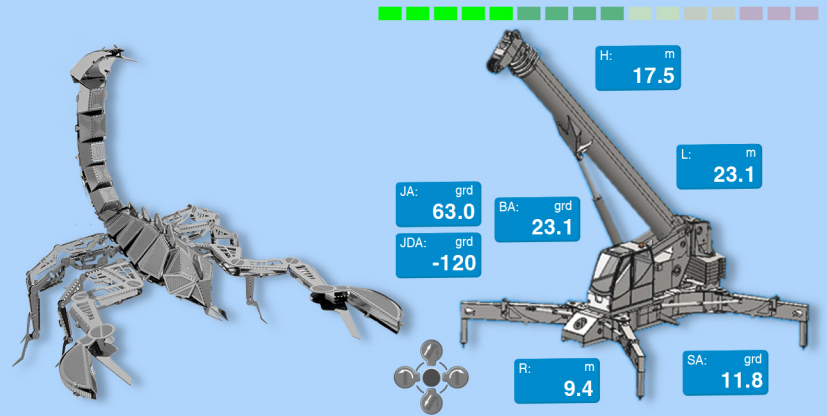 H: m
17.5
L: m
23.1
JA: grd
63.0
BA: grd
23.1
JDA: grd
-120
R: m
9.4
SA: grd
11.8